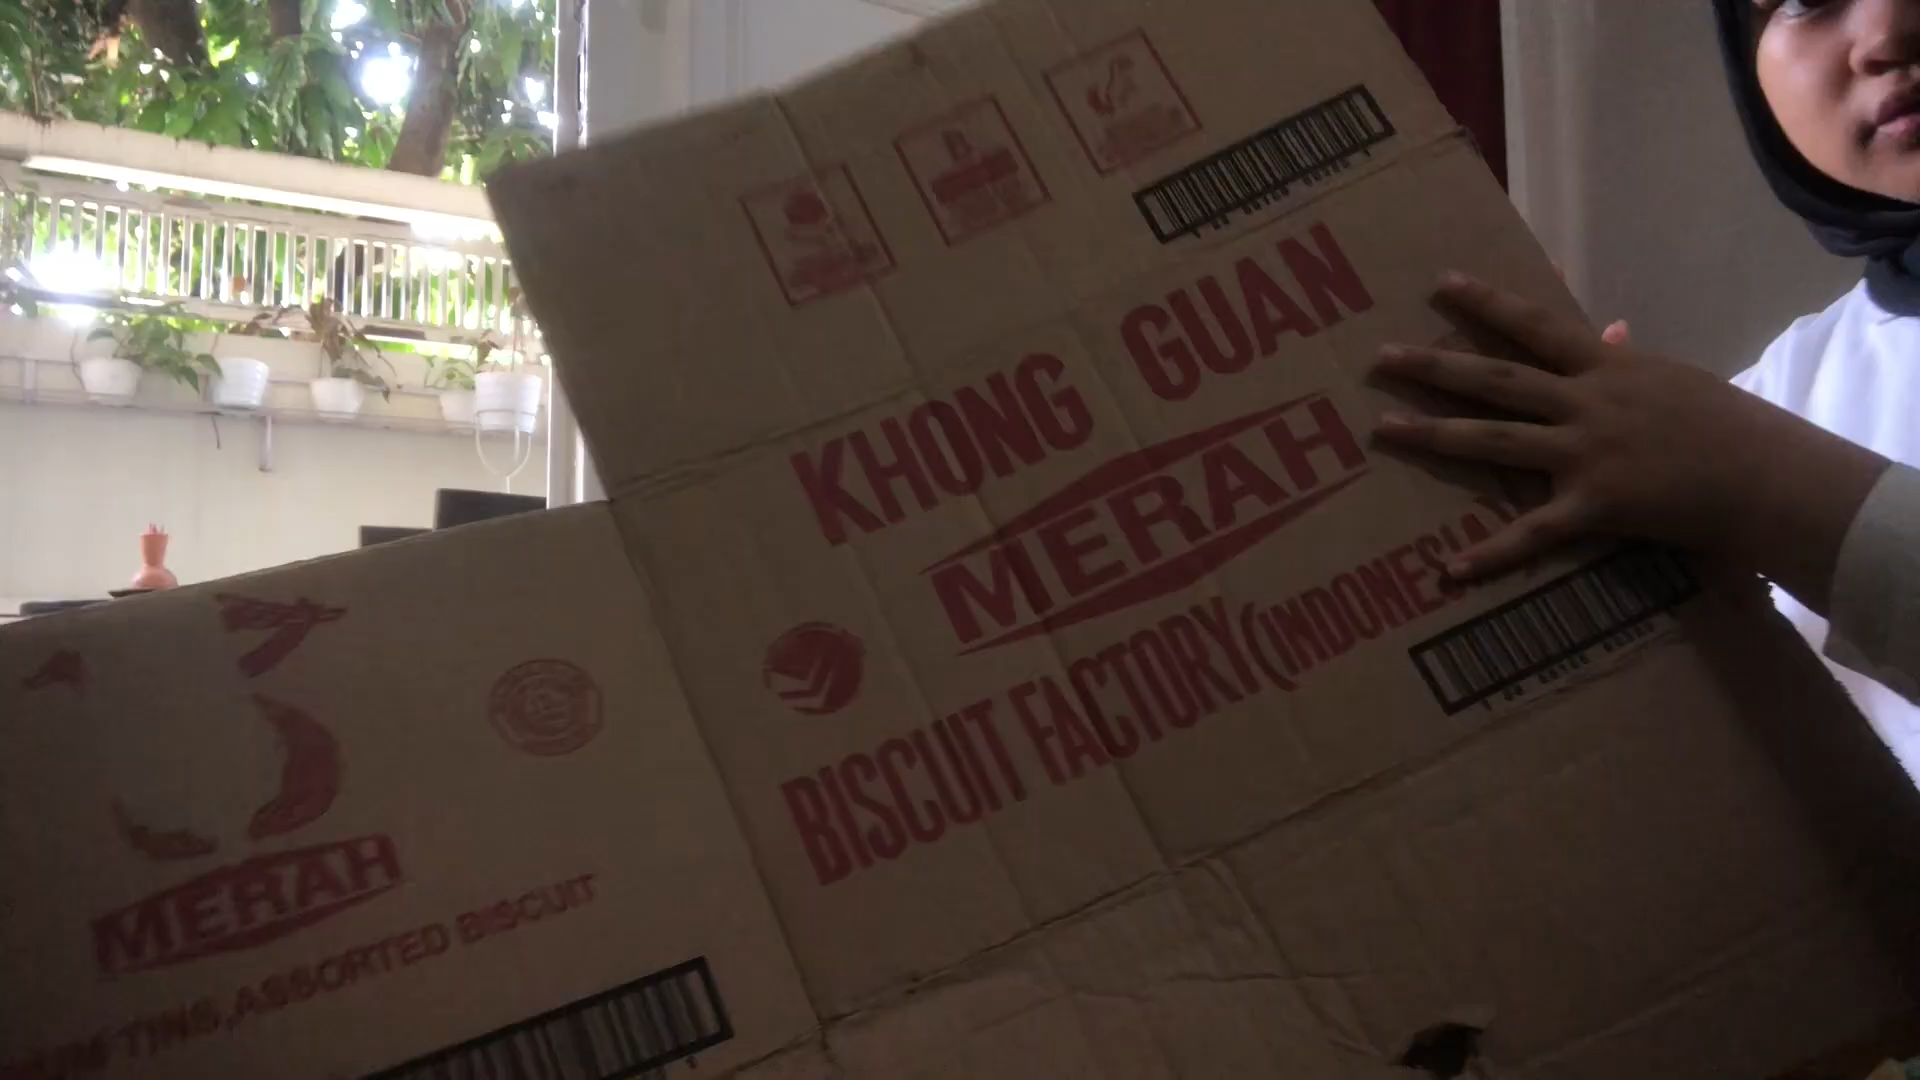 KHONG GUAN
MERAH
BISCUIT FACTORY (INDONESIA)
MERAH
TINS, ASSORTED BISCUIT